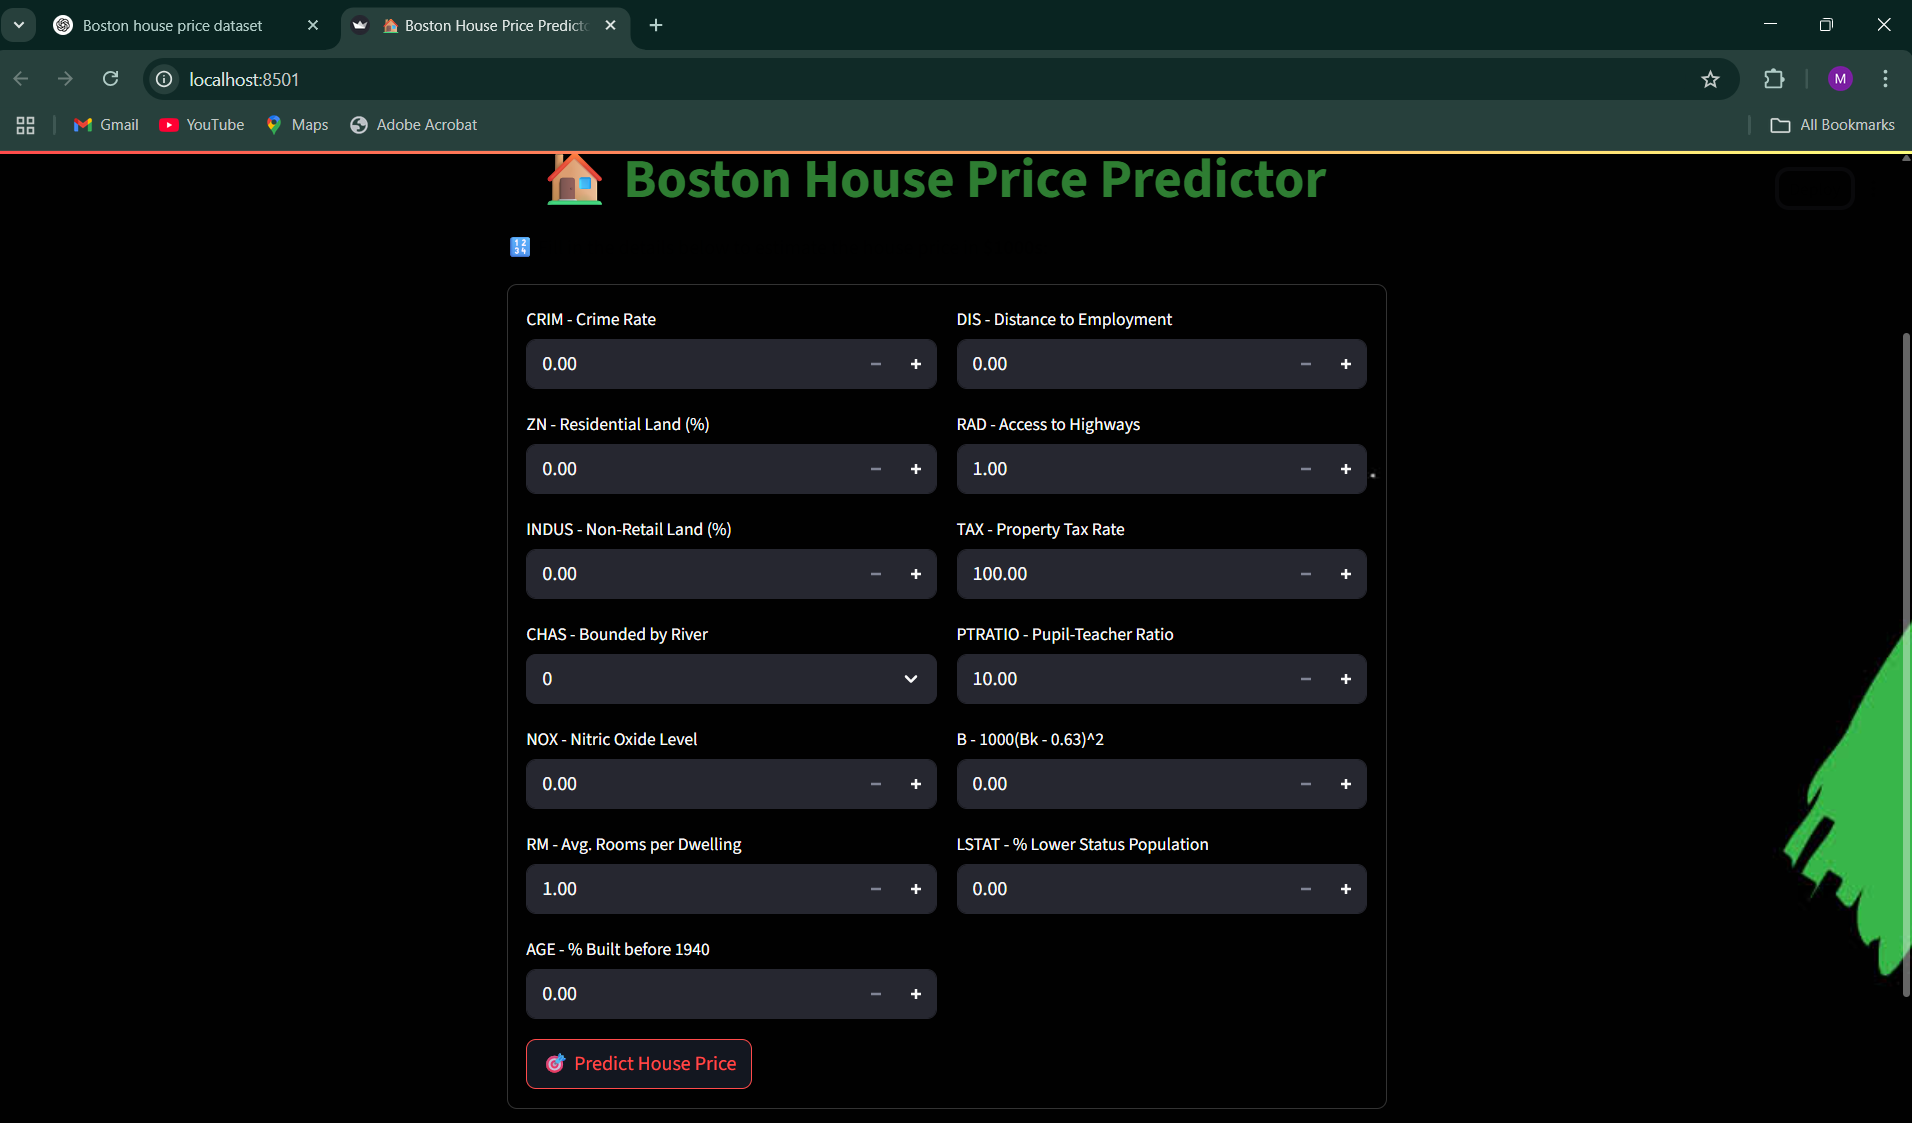 Boston house price dataset
Boston House Price Predict
localhost:8501
M
Gmail
YouTube
Maps
Adobe Acrobat
All Bookmarks
Boston House Price Predictor
CRIM - Crime Rate
0.00
ZN - Residential Land (%)
0.00
INDUS - Non-Retail Land (%)
0.00
CHAS - Bounded by River
0
NOX - Nitric Oxide Level
0.00
RM - Avg. Rooms per Dwelling
1.00
AGE - % Built before 1940
0.00
DIS - Distance to Employment
0.00
RAD - Access to Highways
1.00
TAX - Property Tax Rate
100.00
PTRATIO - Pupil-Teacher Ratio
10.00
B - 1000(Bk - 0.63)^2
0.00
LSTAT - % Lower Status Population
0.00
Predict House Price